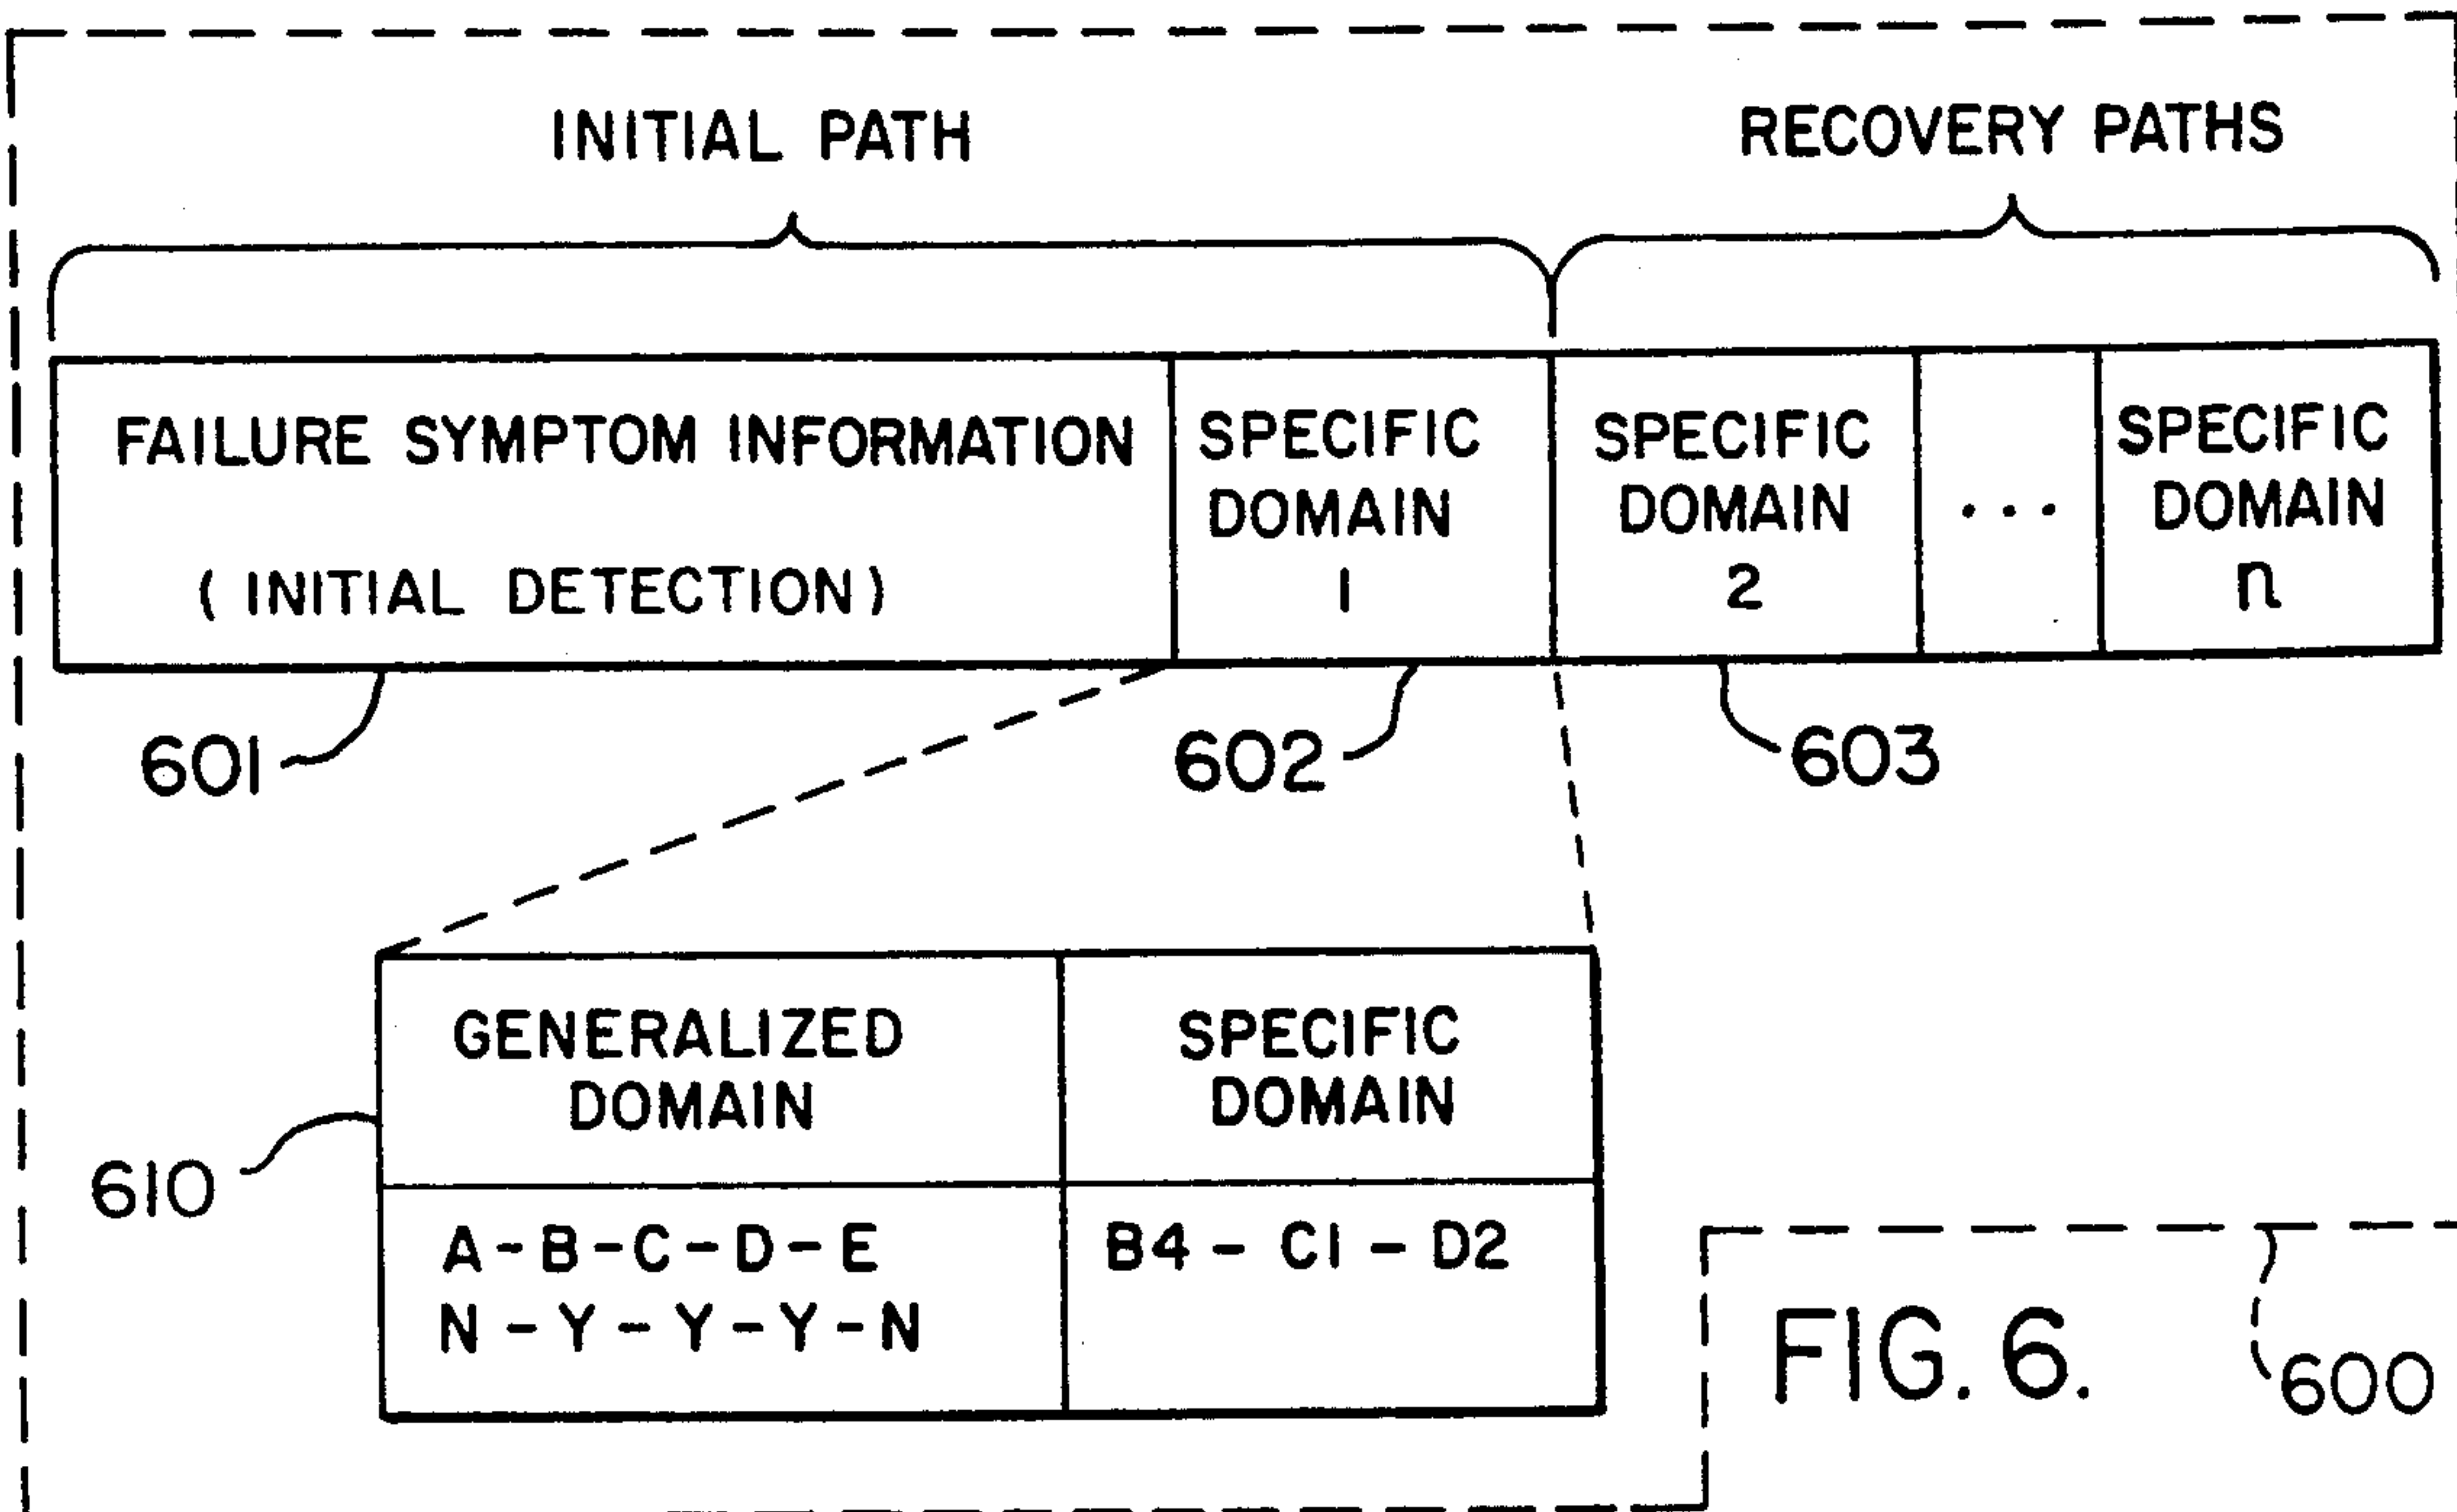 INITIAL PATH
RECOVERY PATHS
FAILURE SYMPTOM INFORMATION
( INITIAL DETECTION )
SPECIFIC
DOMAIN
1
SPECIFIC
DOMAIN
2
...
SPECIFIC
DOMAIN
n
601
602
603
GENERALIZED
DOMAIN
SPECIFIC
DOMAIN
610
A-B-C-D-E
N-Y-Y-Y-N
B4 - C1 - D2
FIG. 6.
600